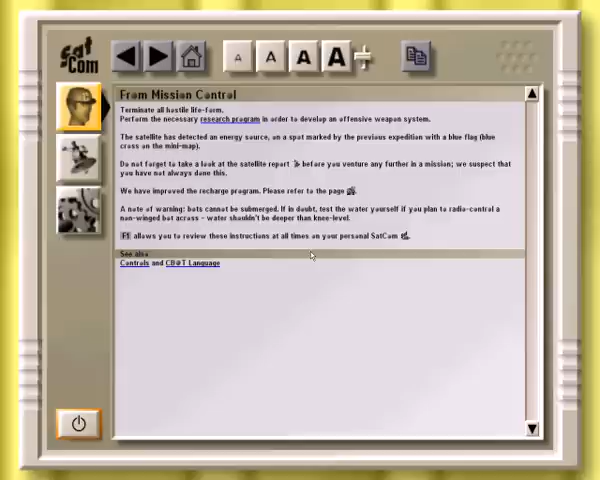 Sat Com
A A A A
From Mission Control
Terminate all hostile life-form.
Perform the necessary research program in order to develop an offensive weapon system.
The satellite has detected an energy source, on a spot marked by the previous expedition with a blue flag (blue
cross on the mini-map).
Do not forget to take a look at the satellite report before you venture any further in a mission; we suspect that
you have not always done this.
We have improved the recharge program. Please refer to the page .
A note of warning: bots cannot be submerged. If in doubt, test the water yourself if you plan to radio-control a
non-winged bot across - water shouldn't be deeper than knee-level.
F1 allows you to review these instructions at all times on your personal SatCom .
See also
Controls and CBOT Language